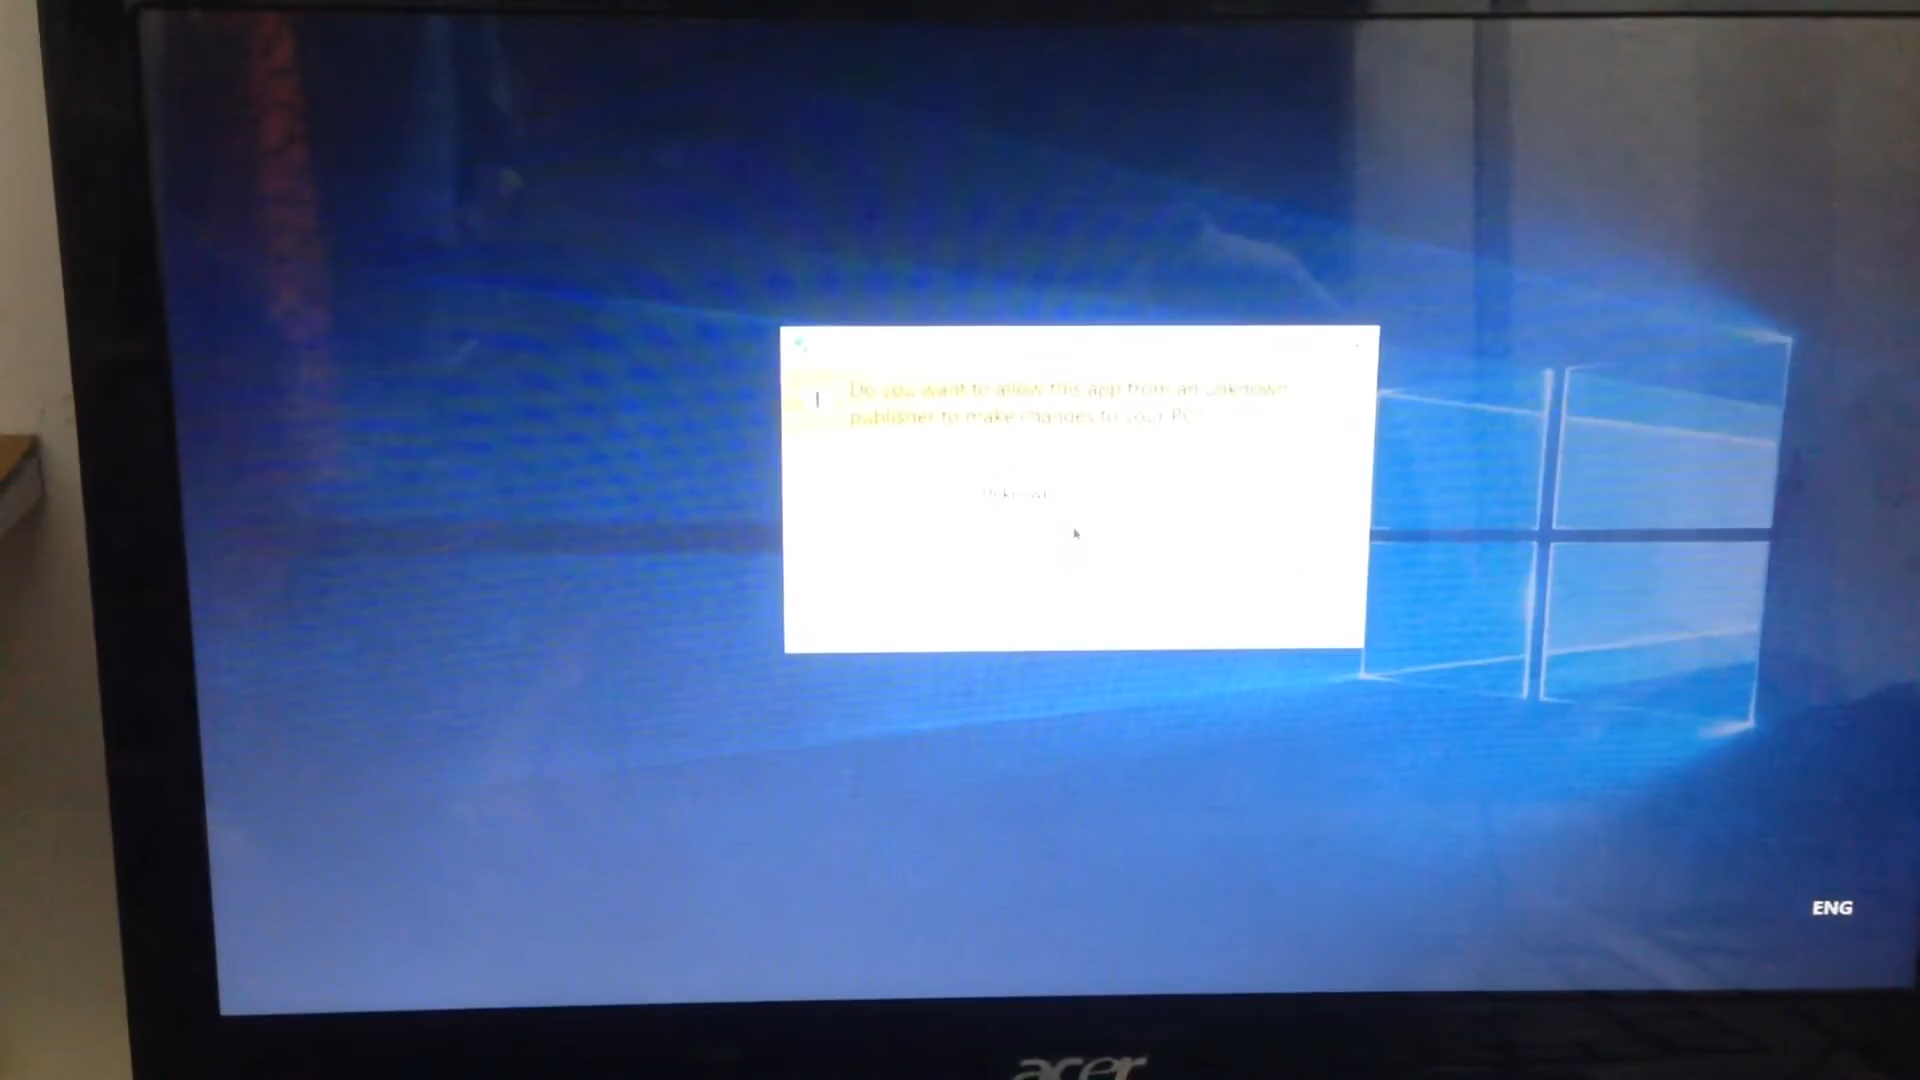 Do you want to allow this app from an unknown
publisher to make changes to your PC?
Unknown
ENG
acer